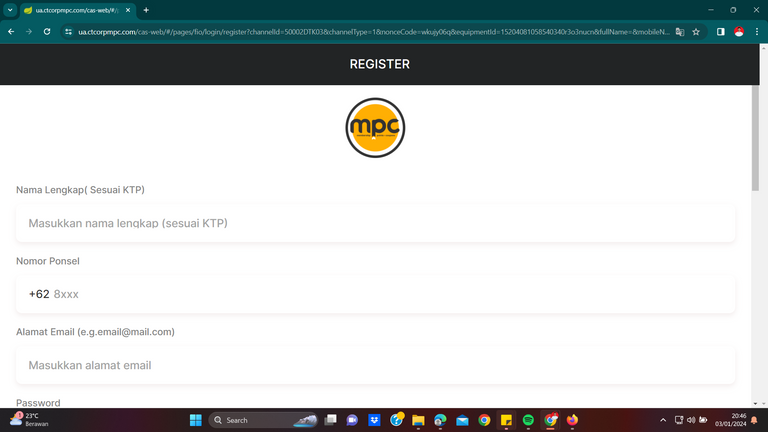 ua.ctcorpmpc.com/cas-web/#/p
ua.ctcorpmpc.com/cas-web/#/pages/fio/login/register?channelId=50002DTK03&channelType=1&nonceCode=wkujy06q&equipmentId=15204081058540340r3o3nucn&fullName=&mobileN...
REGISTER
mpc
Nama Lengkap( Sesuai KTP)
Masukkan nama lengkap (sesuai KTP)
Nomor Ponsel
+62 8xxx
Alamat Email (e.g.email@mail.com)
Masukkan alamat email
Password
23°C
Berawan
Search
20:46
03/01/2024